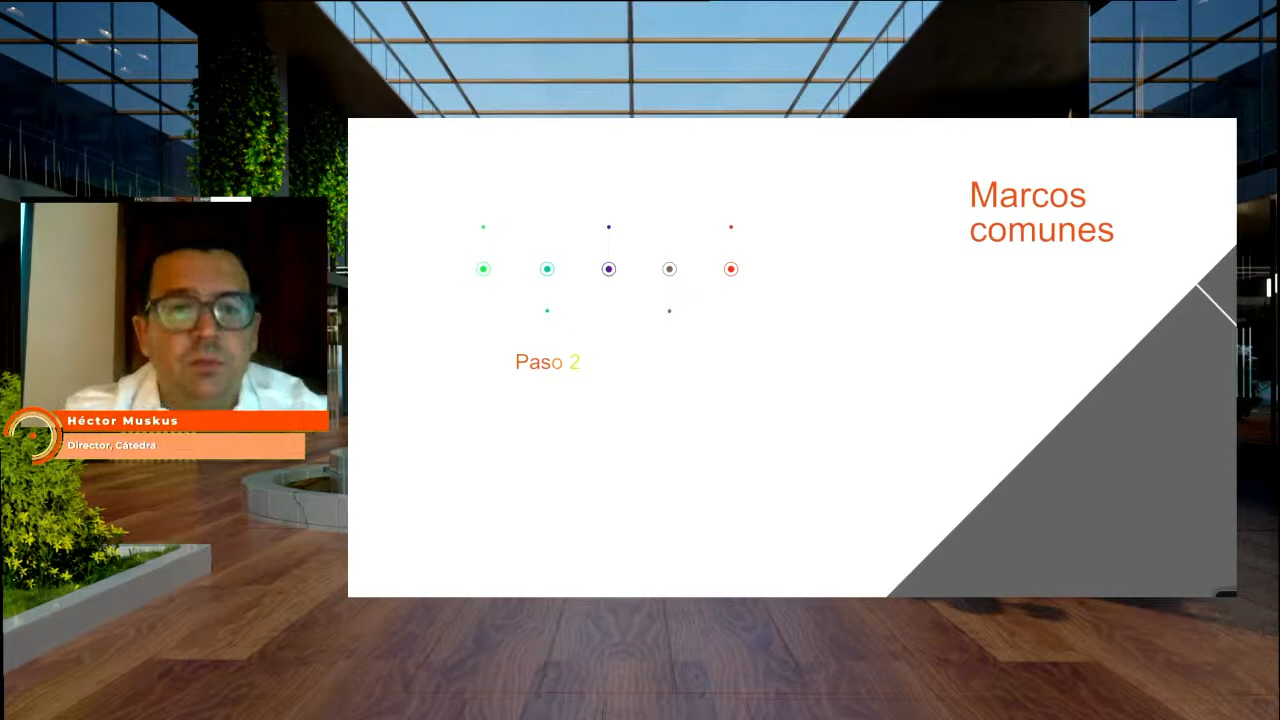 Marcos
comunes
Paso 2
Héctor Muskus
Director, Cátedra